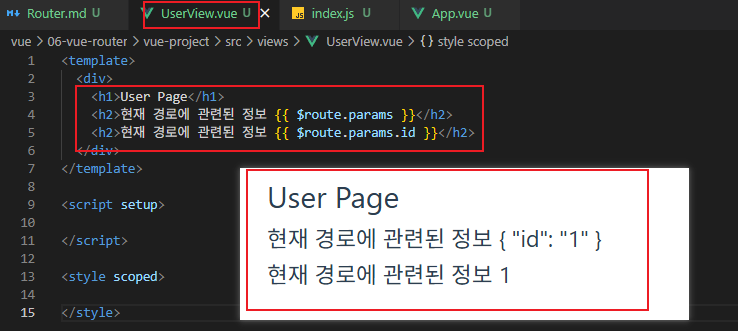 Router.md U UserView.vue U × JS index.js U App.vue U
vue > 06-vue-router > vue-project > src > views > UserView.vue > {} style scoped
1 <template>
2 <div>
3 <h1>User Page</h1>
4 <h2>현재 경로에 관련된 정보 {{ $route.params }}</h2>
5 <h2>현재 경로에 관련된 정보 {{ $route.params.id }}</h2>
6 </div>
7 </template>
8
9 <script setup>
10
11 </script>
12
13 <style scoped>
14
15 </style>
User Page
현재 경로에 관련된 정보 { "id": "1" }
현재 경로에 관련된 정보 1